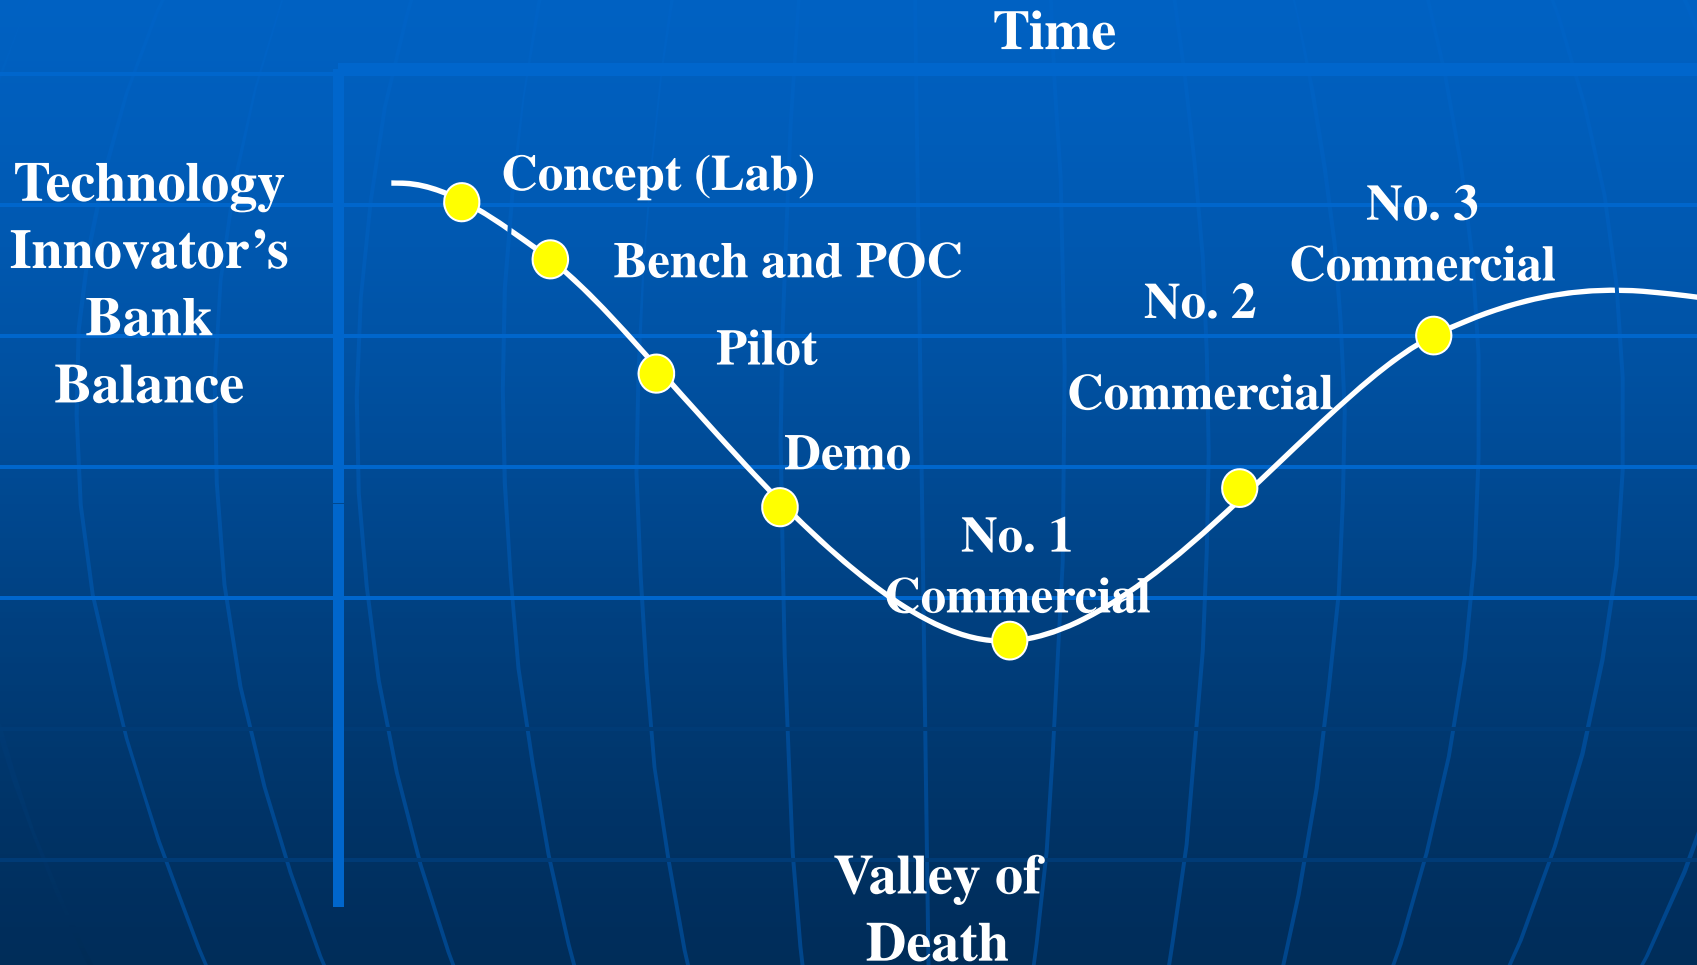 Time
Technology
Innovator’s
Bank
Balance
Concept (Lab)
Bench and POC
Pilot
Demo
No. 1
Commercial
No. 2
Commercial
No. 3
Commercial
Valley of
Death